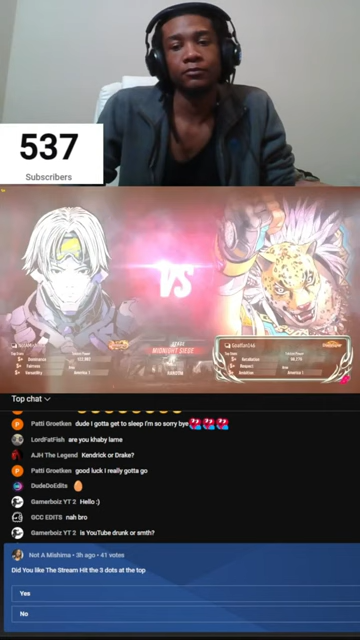 537
Subscribers
VS
STAGE
MIDNIGHT SIEGE
RANDOM
Top chat
Patti Groetken dude I gotta get to sleep I'm so sorry bye
LordFatFish are you khaby lame
AJH The Legend Kendrick or Drake?
Patti Groetken good luck I really gotta go
DudeDoEdits
Gamerboiz YT 2 Hello :)
GCC EDITS nah bro
Gamerboiz YT 2 Is YouTube drunk or smth?
Not A Mishima • 3h ago • 41 votes
Did You like The Stream Hit the 3 dots at the top
Yes
No